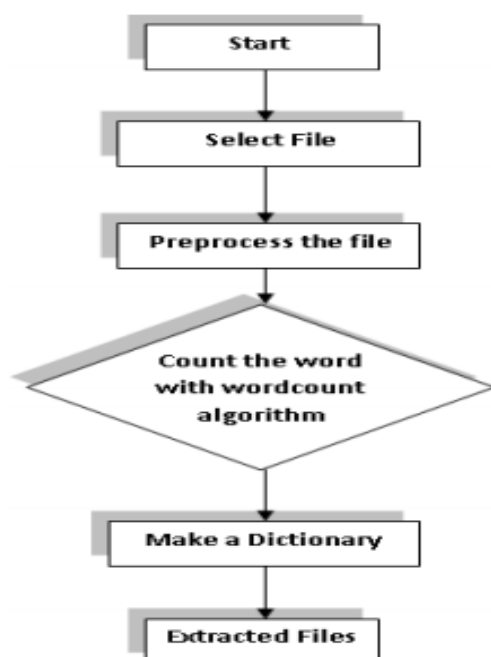 Start
Select File
Preprocess the file
Count the word
with wordcount
algorithm
Make a Dictionary
Extracted Files